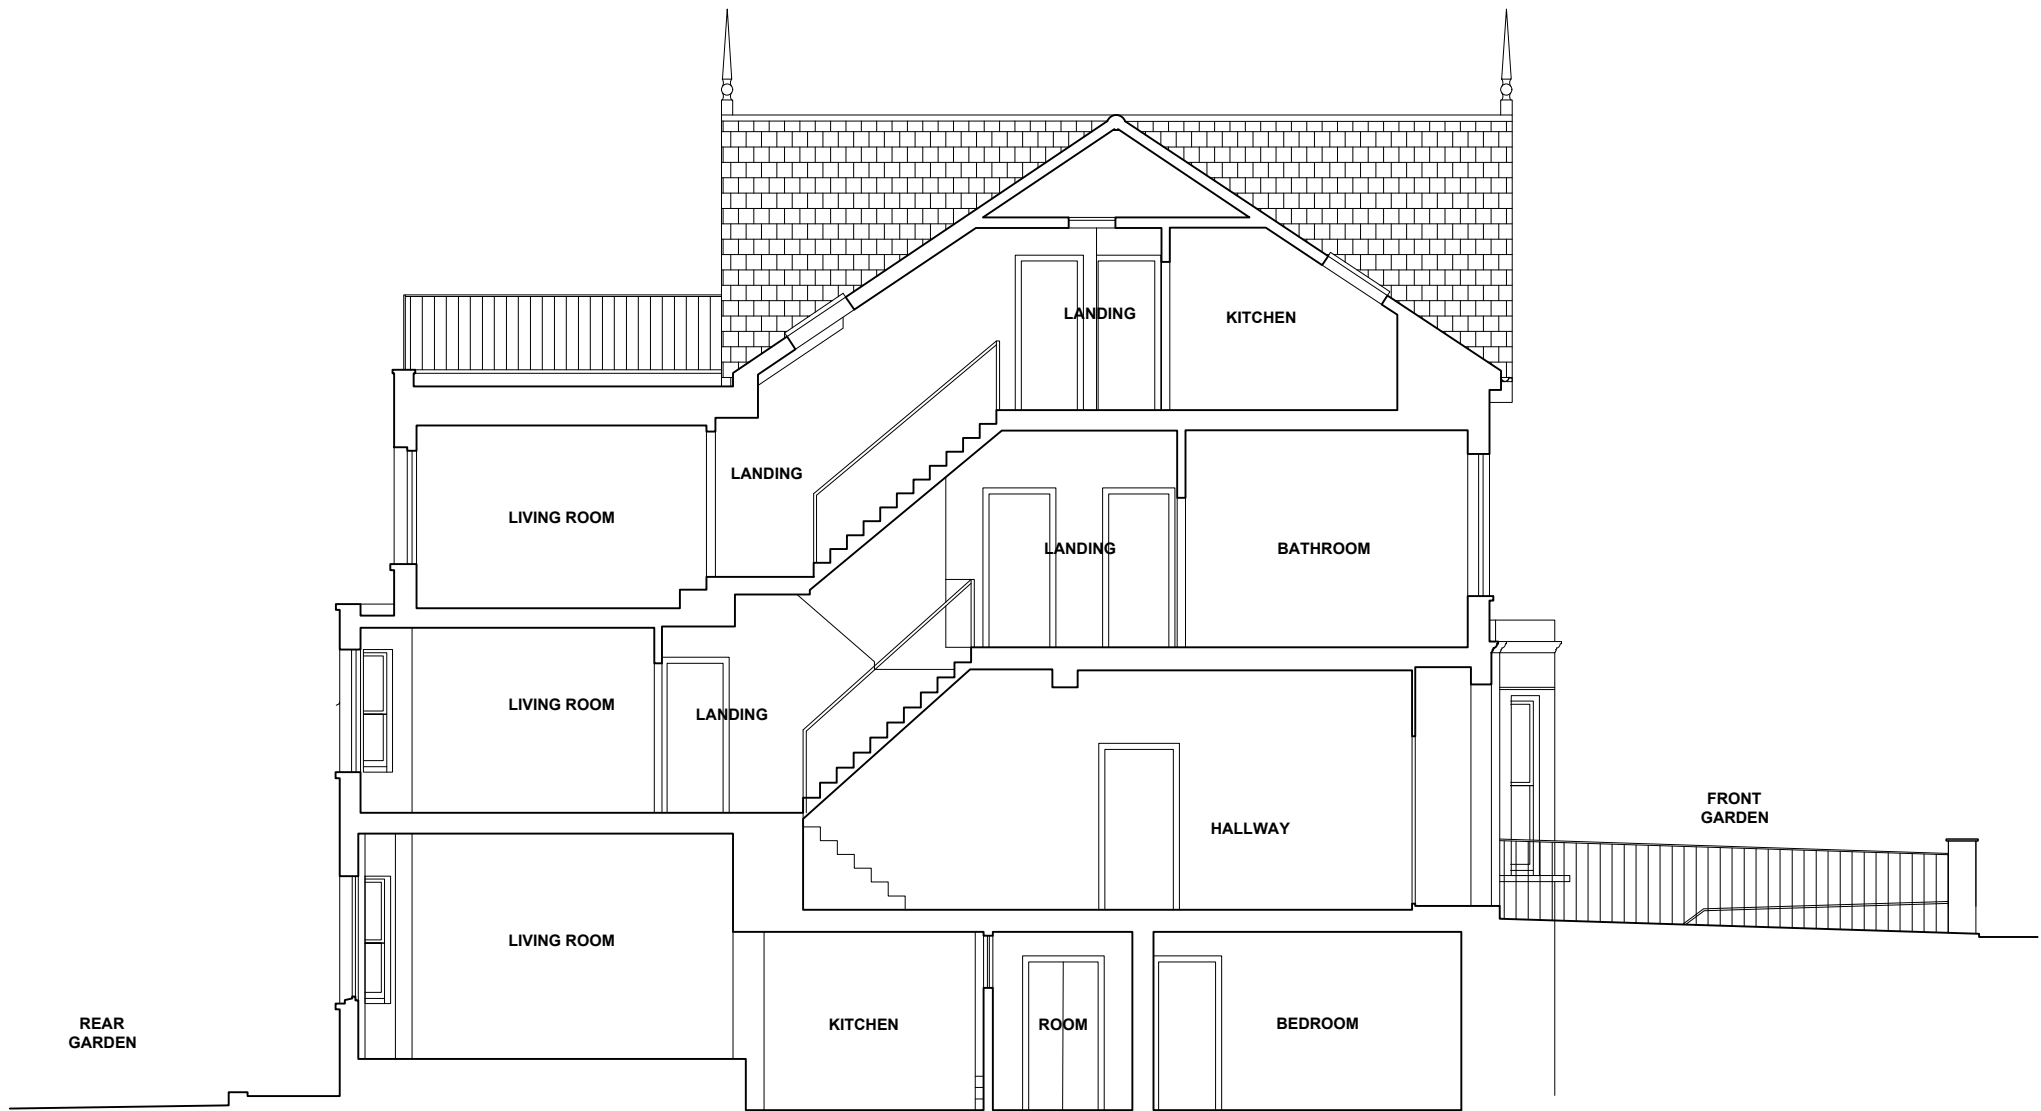 LANDING
KITCHEN
LANDING
LIVING ROOM
LANDING
BATHROOM
LIVING ROOM
LANDING
FRONT
GARDEN
HALLWAY
LIVING ROOM
REAR
GARDEN
KITCHEN
ROOM
BEDROOM